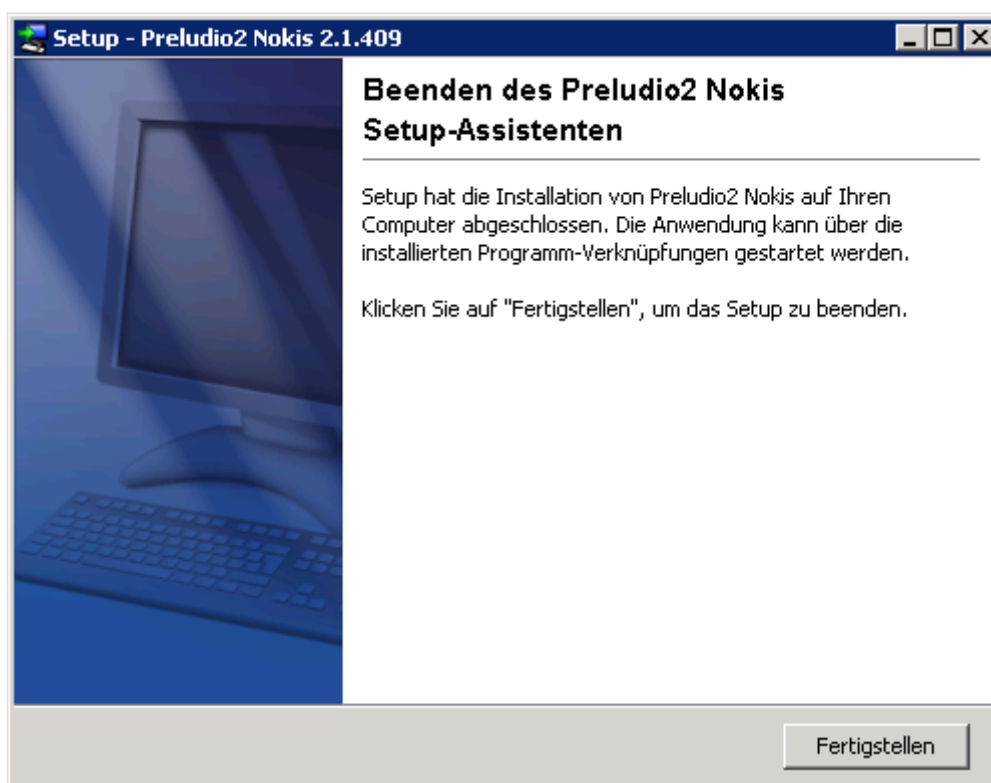 Setup - Preludio2 Nokis 2.1.409
Beenden des Preludio2 Nokis
Setup-Assistenten
Setup hat die Installation von Preludio2 Nokis auf Ihren
Computer abgeschlossen. Die Anwendung kann über die
installierten Programm-Verknüpfungen gestartet werden.
Klicken Sie auf "Fertigstellen", um das Setup zu beenden.
Fertigstellen